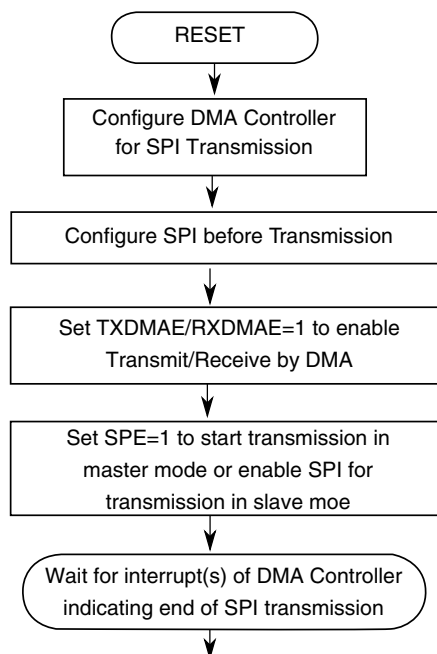 RESET
Configure DMA Controller
for SPI Transmission
Configure SPI before Transmission
Set TXDMAE/RXDMAE=1 to enable
Transmit/Receive by DMA
Set SPE=1 to start transmission in
master mode or enable SPI for
transmission in slave moe
Wait for interrupt(s) of DMA Controller
indicating end of SPI transmission